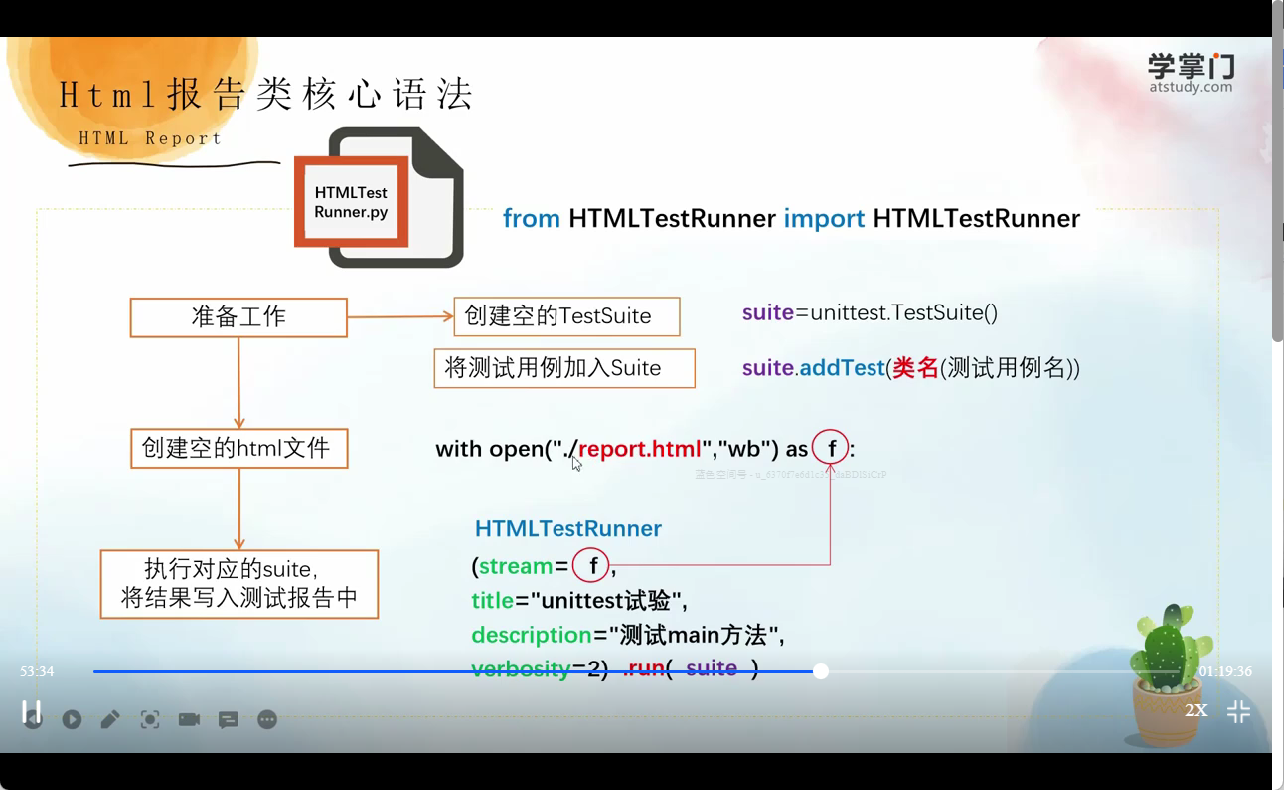 学掌门
atstudy.com
Html报告类核心语法
HTML Report
HTMLTest
Runner.py
from HTMLTestRunner import HTMLTestRunner
准备工作
创建空的TestSuite
suite=unittest.TestSuite()
将测试用例加入Suite
suite.addTest(类名(测试用例名))
创建空的html文件
with open("./report.html","wb") as f :
HTMLTestRunner
(stream= f ,
title="unittest试验",
description="测试main方法",
verbosity=2) .run( suite )
执行对应的suite,
将结果写入测试报告中
53:34
01:19:36
2X